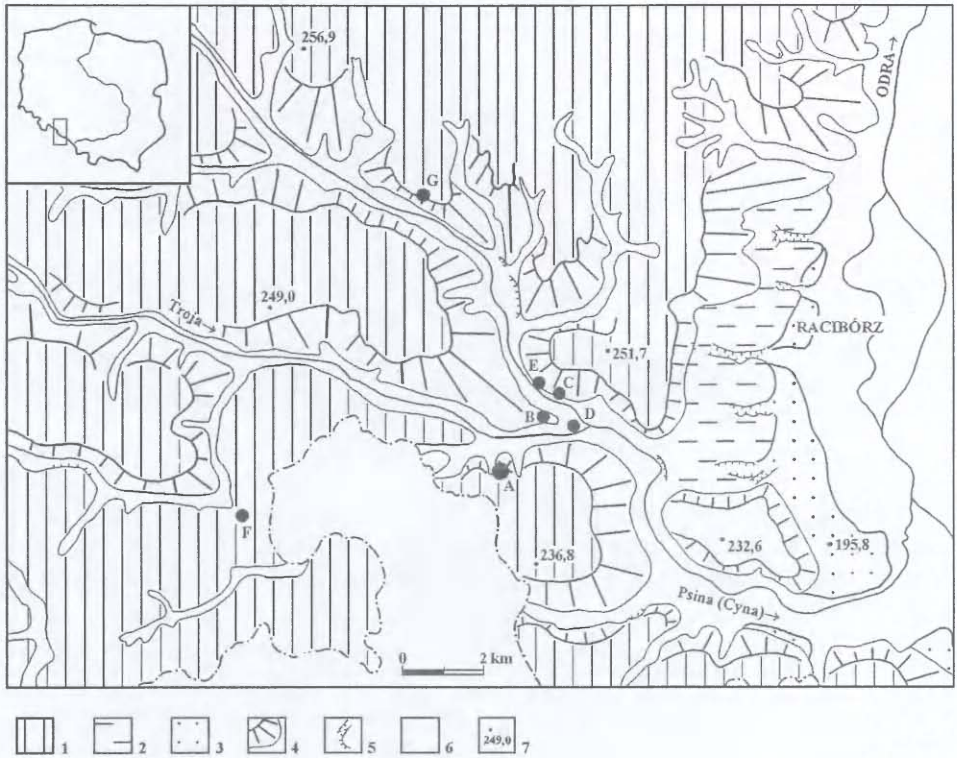 256,9
ODRA→
G
249,0
Troja→
RACIBÓRZ
251,7
E
C
B
D
A
F
236,8
232,6
195,8
Psina (Cyna)→
0 2 km
1 2 3 4 5 6 249,0 7